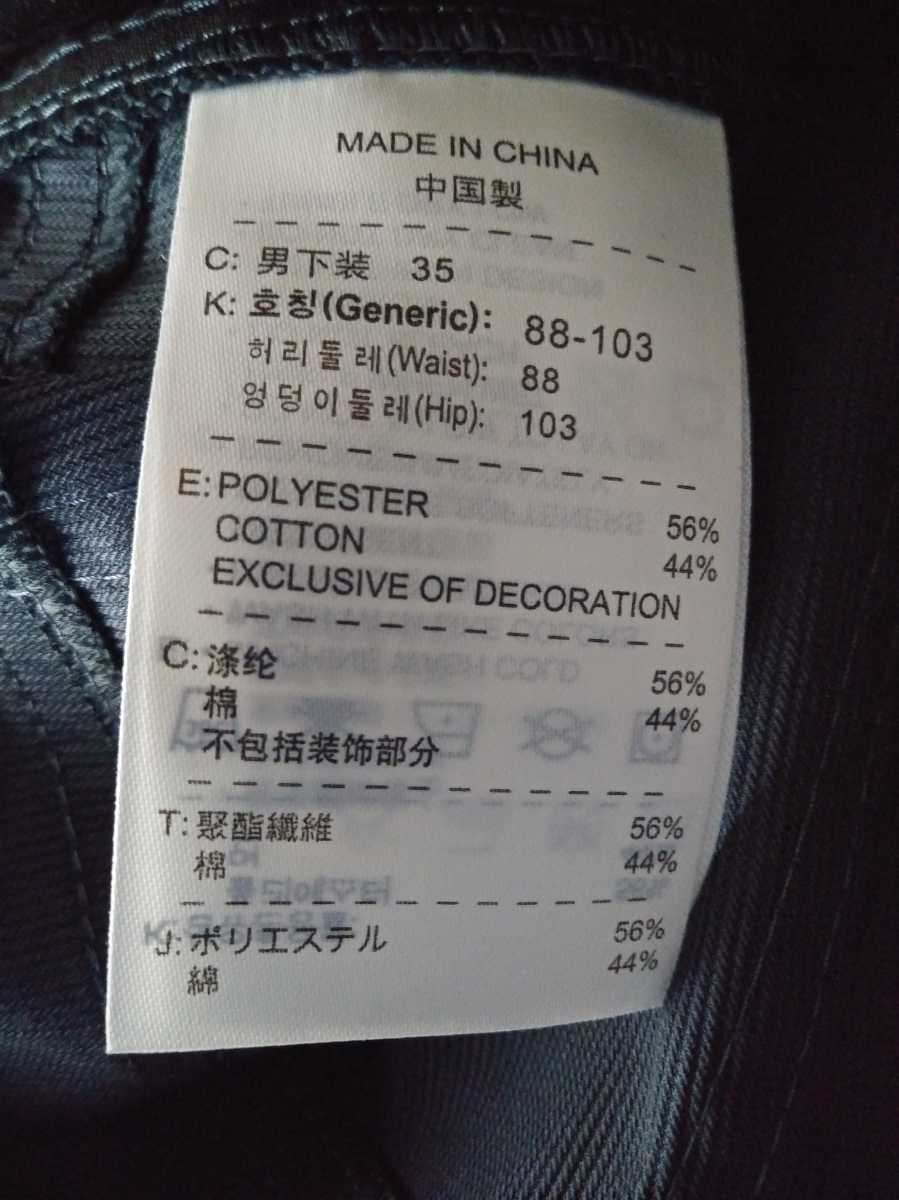 MADE IN CHINA
中国製
C: 男下装 35
K: 호칭(Generic): 88-103
허리둘레(Waist): 88
엉덩이둘레(Hip): 103
E: POLYESTER 56%
COTTON 44%
EXCLUSIVE OF DECORATION
C: 涤纶 56%
棉 44%
不包括装饰部分
T: 聚酯纖維 56%
棉 44%
J: ポリエステル 56%
綿 44%